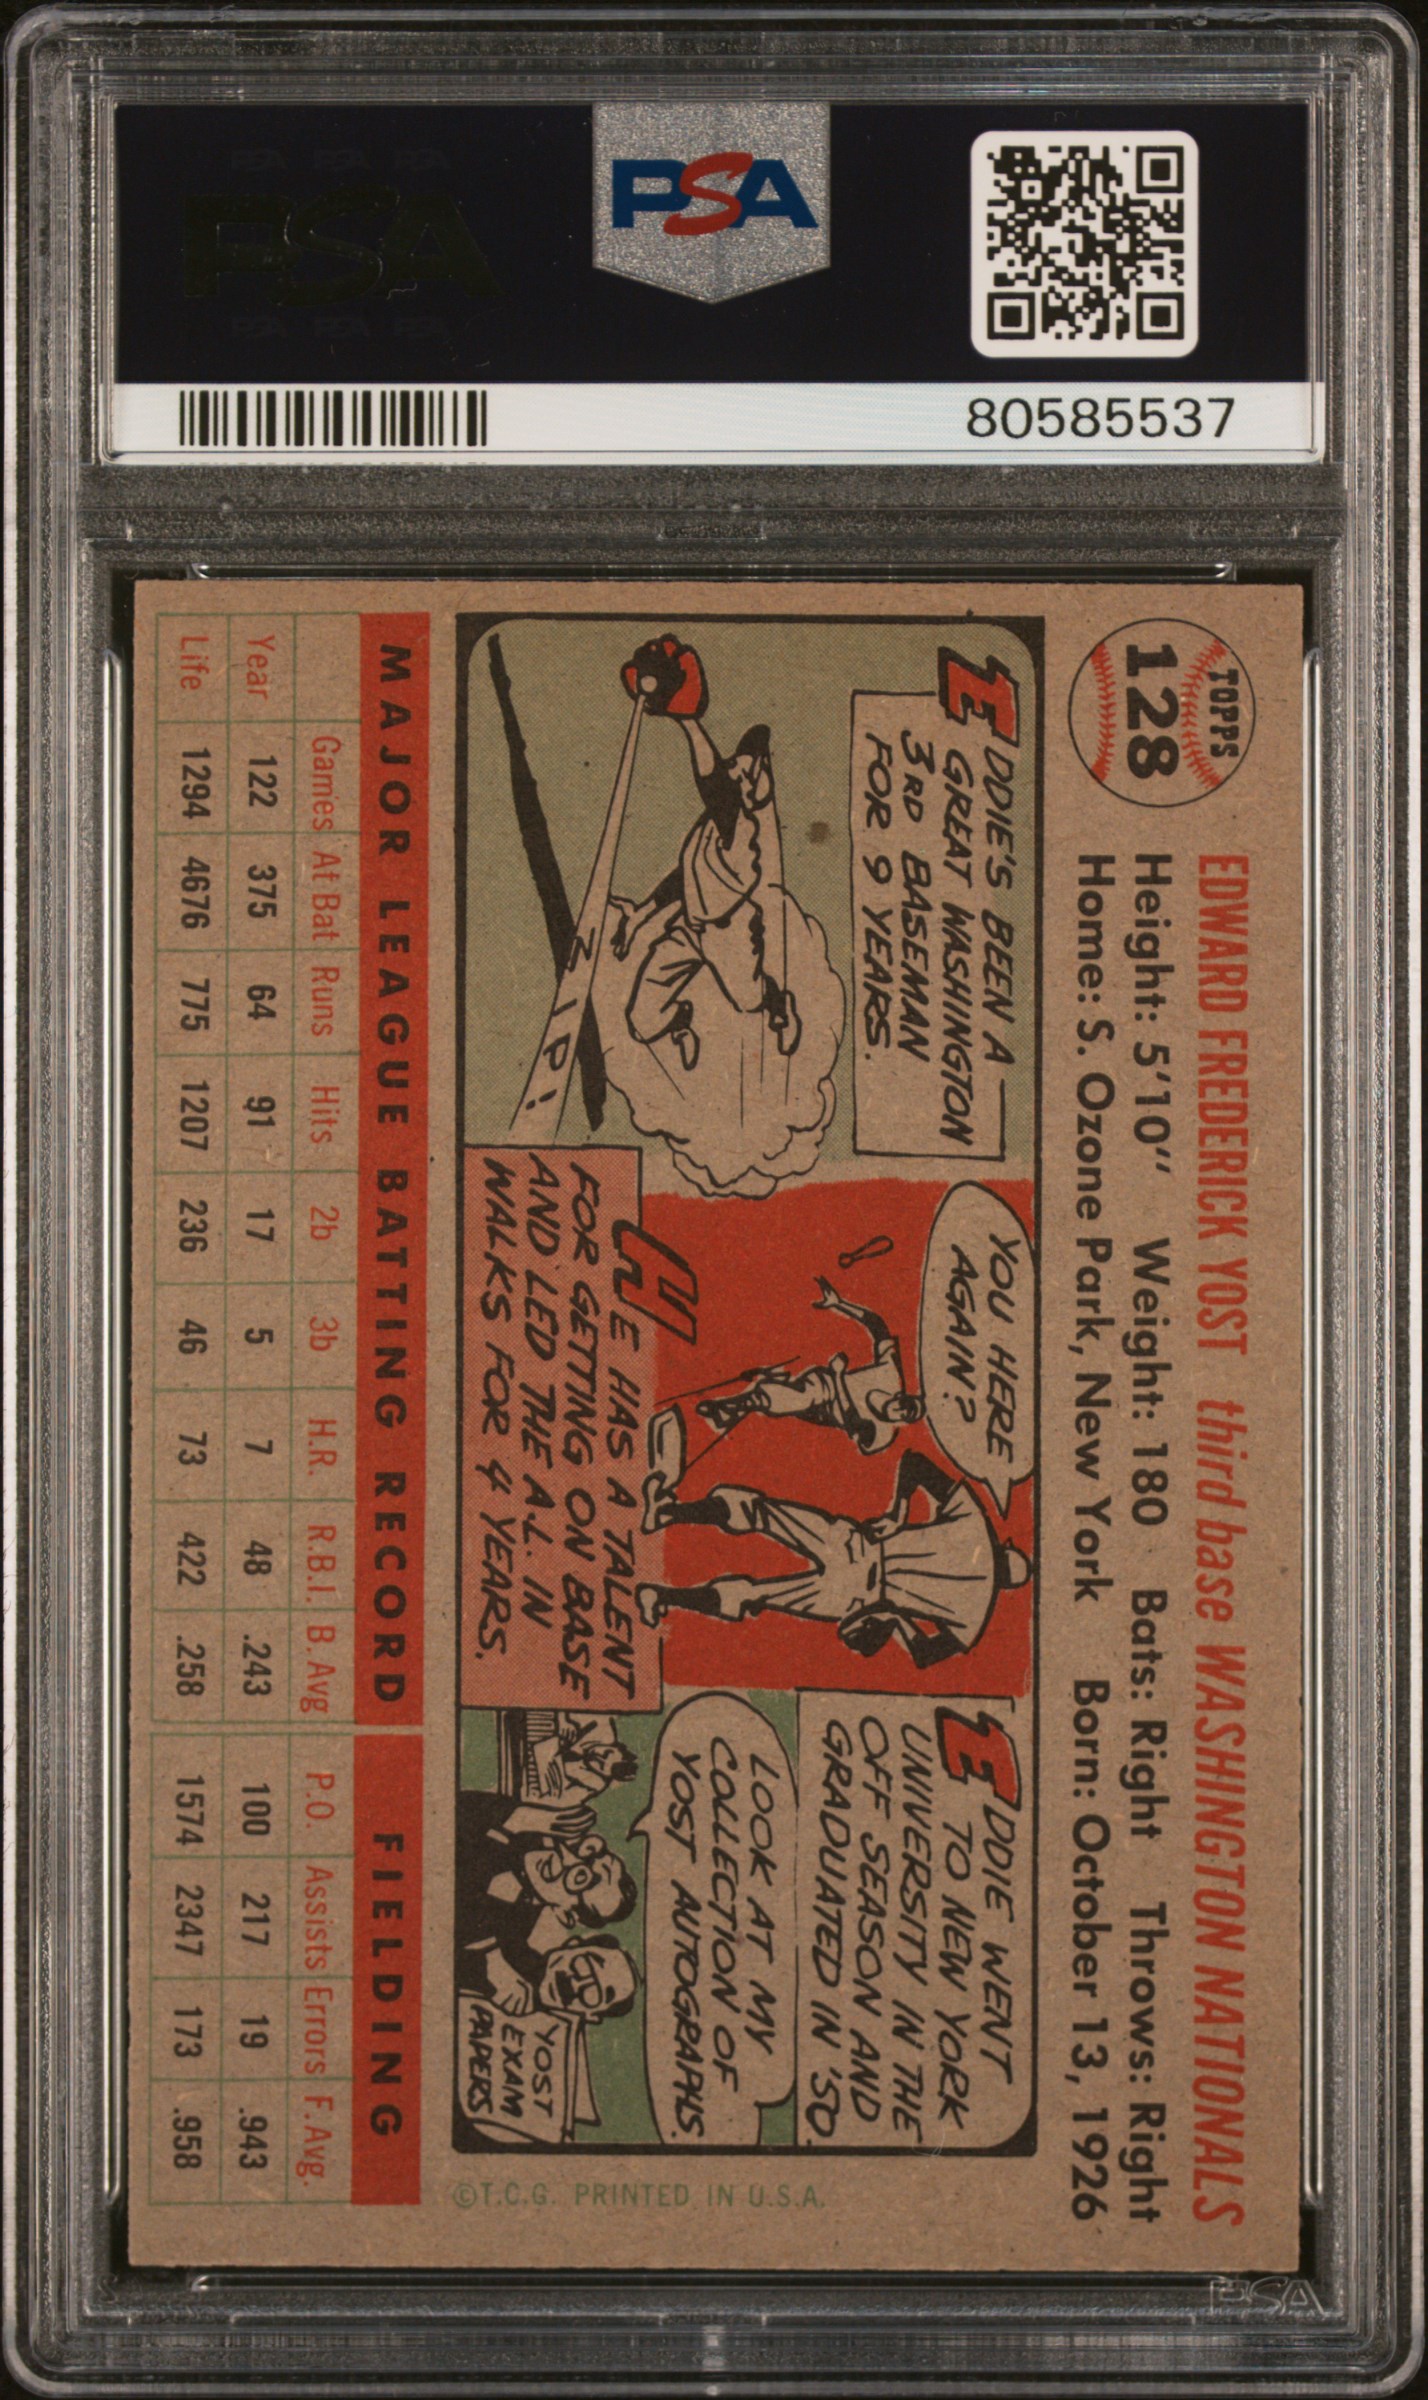 PSA
PSA
80585537
TOPPS
128
EDWARD FREDERICK YOST third base WASHINGTON NATIONALS
Height: 5'10" Weight: 180 Bats: Right Throws: Right
Home: S. Ozone Park, New York Born: October 13, 1926
EDDIE'S BEEN A
GREAT WASHINGTON
3RD BASEMAN
FOR 9 YEARS.
ZIP!
YOU HERE
AGAIN?
HE HAS A TALENT
FOR GETTING ON BASE
AND LED THE A.L. IN
WALKS FOR 4 YEARS.
EDDIE WENT
TO NEW YORK
UNIVERSITY IN THE
OFF SEASON AND
GRADUATED IN '50.
LOOK AT MY
COLLECTION OF
YOST AUTOGRAPHS.
YOST
EXAM
PAPERS
MAJOR LEAGUE BATTING RECORD FIELDING
Games At Bat Runs Hits 2b 3b H.R. R.B.I. B. Avg P.O. Assists Errors F. Avg.
Year 122 375 64 91 17 5 7 48 .243 100 217 19 .943
Life 1294 4676 775 1207 236 46 73 422 .258 1574 2347 173 .958
©T.C.G. PRINTED IN U.S.A.
PSA